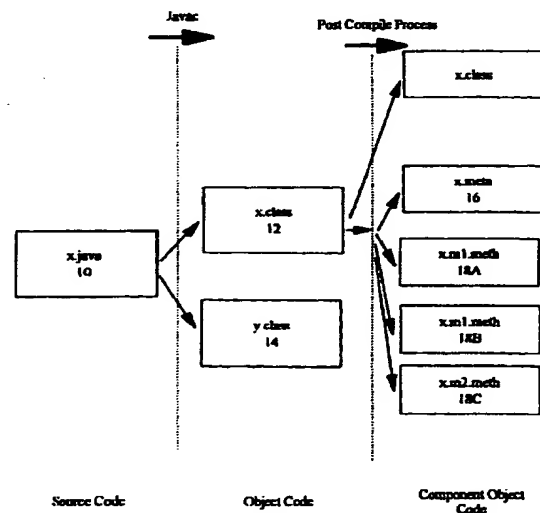 Javac
Post Compile Process
x.class
x.meta
16
x.class
12
x.java
10
x.m1.meth
18A
y class
14
x.m1.meth
18B
x.m2.meth
18C
Source Code
Object Code
Component Object
Code